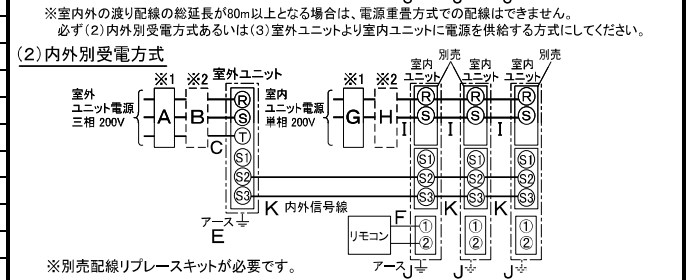 ※室内外の渡り配線の総延長が80m以上となる場合は、電源重畳方式での配線はできません。
必ず(2)内外別受電方式あるいは(3)室外ユニットより室内ユニットに電源を供給する方式にしてください。
(2)内外別受電方式
※1 ※2 室外ユニット
室外
ユニット電源
三相 200V
A B
R
S
T
C
S1
S2
S3
アース
E
※1 ※2
室内
ユニット電源
単相 200V
G H
別売 別売
室内
ユニット
室内
ユニット
室内
ユニット
R R R
S S S
I I I
S1 S1 S1
S2 S2 S2
S3 S3 S3
K 内外信号線 K K
F
リモコン
① ① ①
② ② ②
アース J J J
※別売配線リプレースキットが必要です。